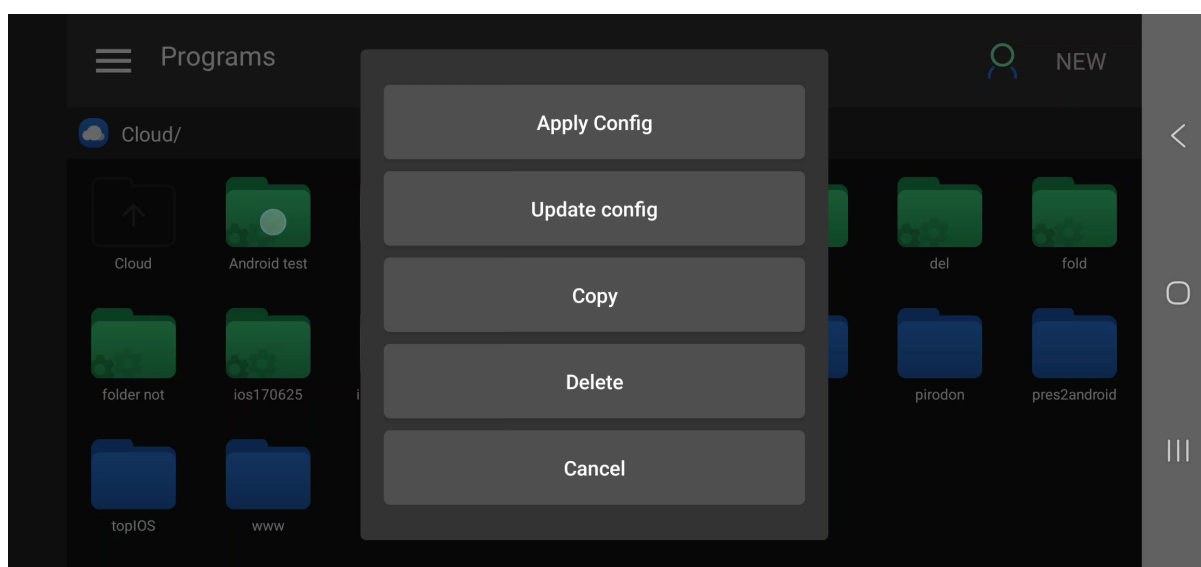 Programs
NEW
Cloud/
Apply Config
Update config
Copy
Delete
Cancel
Cloud
Android test
del
fold
folder not
ios170625
i
pirodon
pres2android
topIOS
www